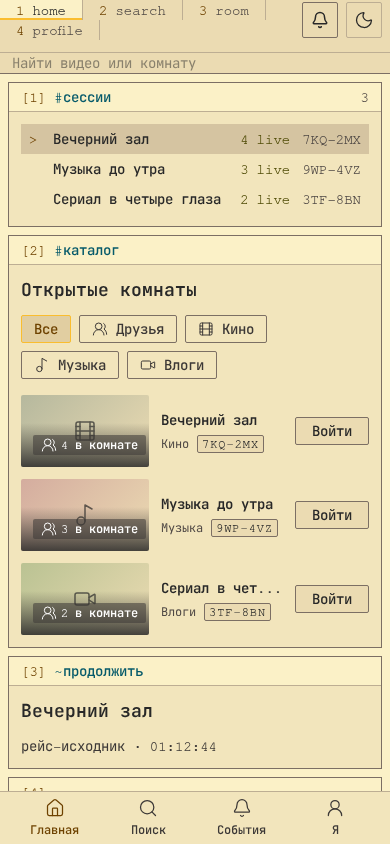 1 home 2 search 3 room
4 profile
Найти видео или комнату
[1] #сессии 3
> Вечерний зал 4 live 7KQ-2MX
Музыка до утра 3 live 9WP-4VZ
Сериал в четыре глаза 2 live 3TF-8BN
[2] #каталог
Открытые комнаты
Все Друзья Кино
Музыка Влоги
4 в комнате
Вечерний зал
Кино 7KQ-2MX
Войти
3 в комнате
Музыка до утра
Музыка 9WP-4VZ
Войти
2 в комнате
Сериал в чет...
Влоги 3TF-8BN
Войти
[3] ~продолжить
Вечерний зал
рейс-исходник · 01:12:44
Главная Поиск События Я